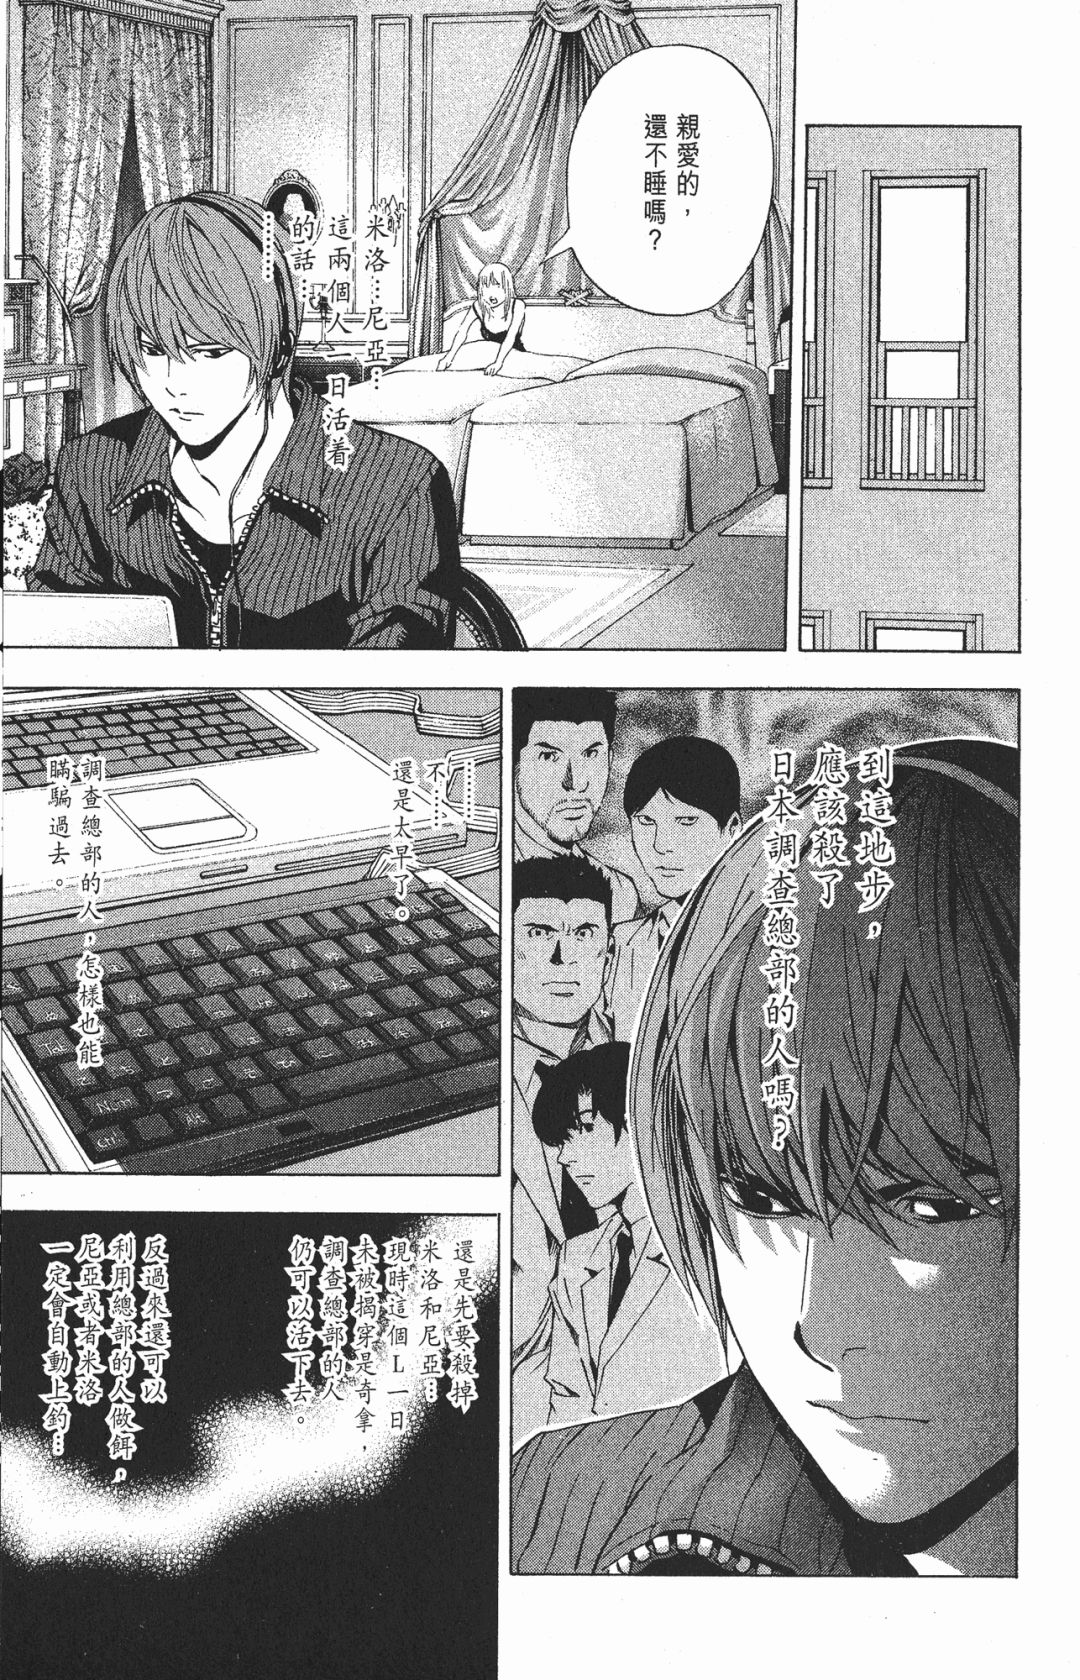 親愛的，
還不睡嗎？
米洛…尼亞…
這兩個人一日活着
的話…
………
到這地步，
應該殺了
日本調查總部的人嗎？
………
不……
還是太早了。
調查總部的人，怎樣也能
瞞騙過去。
還是先要殺掉
米洛和尼亞…
現時這個L一日
未被揭穿是奇拿，
調查總部的人
仍可以活下去。
反過來還可以
利用總部的人做餌，
尼亞或者米洛
一定會自動上釣…